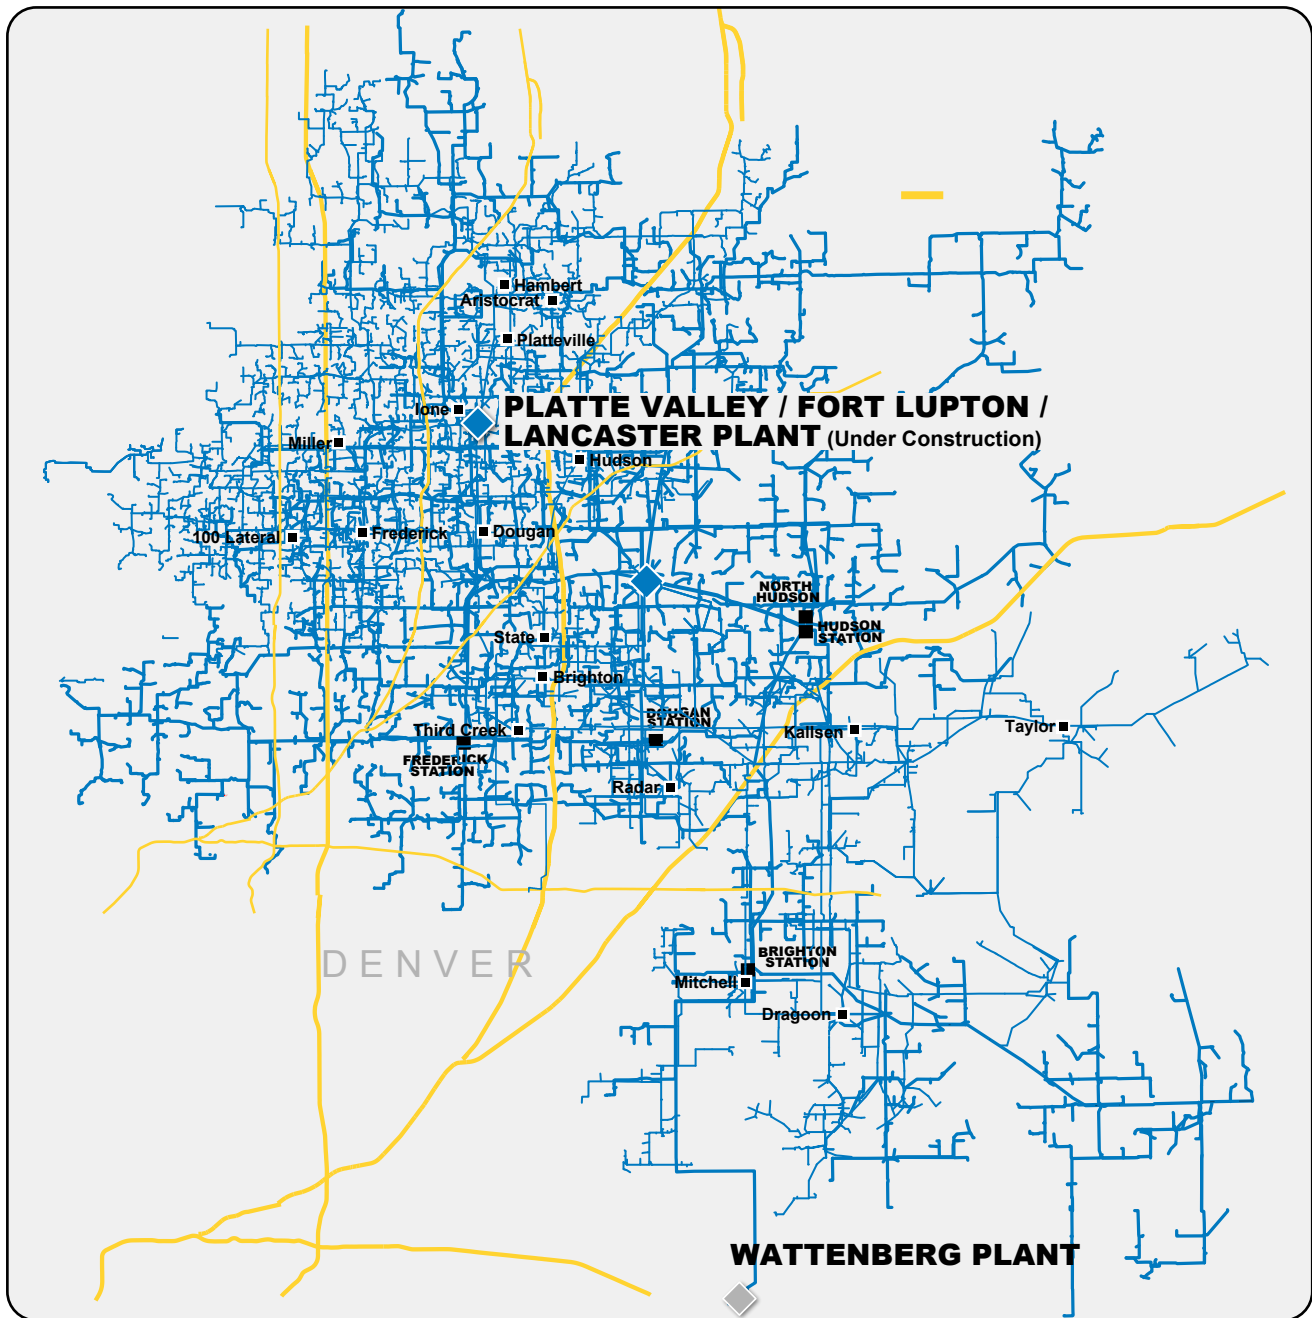 Hambert
Aristocrat
Platteville
Ione
PLATTE VALLEY / FORT LUPTON /
LANCASTER PLANT (Under Construction)
Miller
Hudson
100 Lateral
Frederick
Dougan
NORTH
HUDSON
HUDSON
STATION
State
Brighton
DOUGAN
STATION
Third Creek
Kallsen
Taylor
FREDERICK
STATION
Radar
DENVER
BRIGHTON
STATION
Mitchell
Dragoon
WATTENBERG PLANT